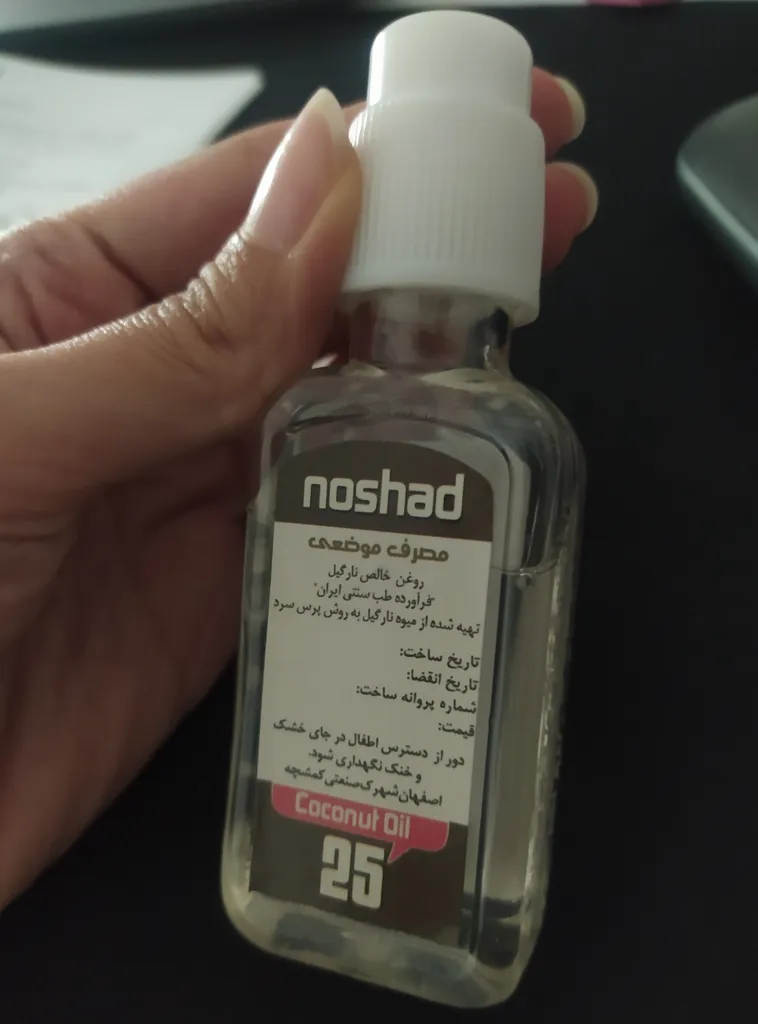 noshad
مصرف موضعی
روغن خالص نارگیل
"فرآورده طب سنتی ایران"
تهیه شده از میوه نارگیل به روش پرس سرد
تاریخ ساخت:
تاریخ انقضا:
شماره پروانه ساخت:
قیمت:
دور از دسترس اطفال در جای خشک
و خنک نگهداری شود.
اصفهان شهرک صنعتی کمشچه
Coconut Oil
25